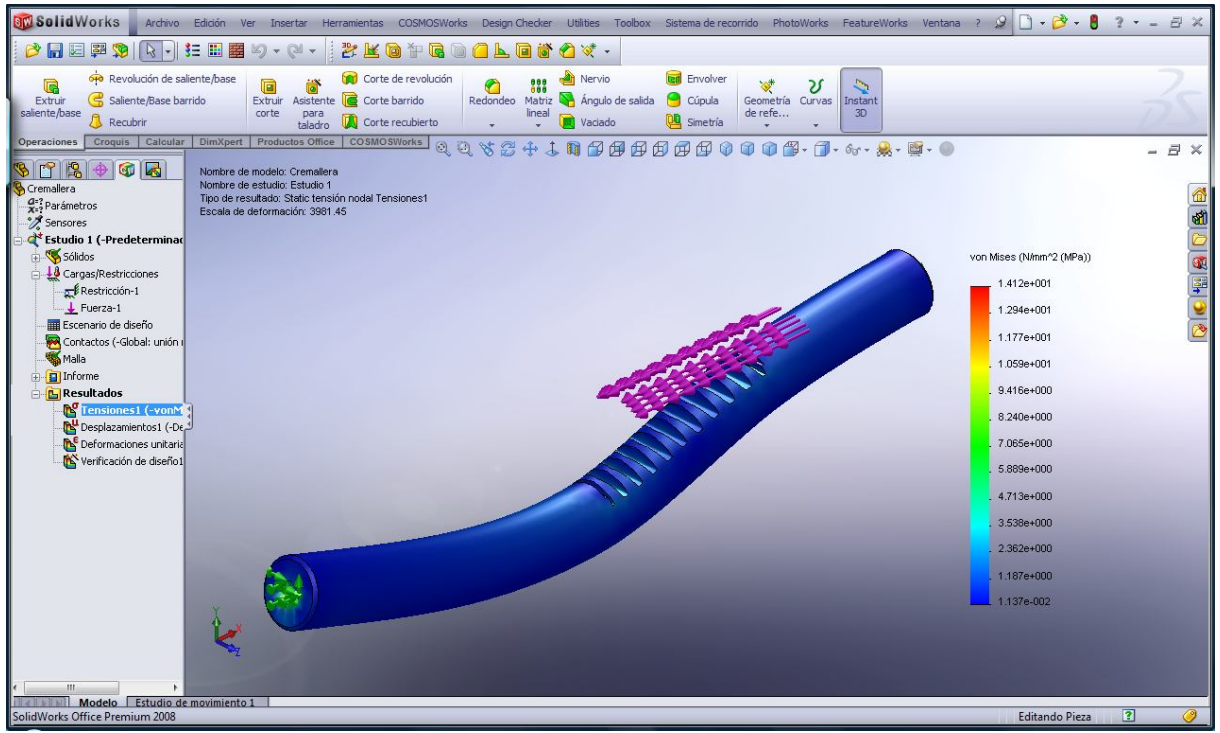 SolidWorks Archivo Edición Ver Insertar Herramientas COSMOSWorks Design Checker Utilities Toolbox Sistema de recorrido PhotoWorks FeatureWorks Ventana ?
Extruir saliente/base
Revolución de saliente/base
Saliente/Base barrido
Recubrir
Extruir corte
Asistente para taladro
Corte de revolución
Corte barrido
Corte recubierto
Redondeo
Matriz lineal
Nervio
Ángulo de salida
Vaciado
Envolver
Cúpula
Simetría
Geometría de refe...
Curvas
Instant 3D
Operaciones Croquis Calcular DimXpert Productos Office COSMOSWorks
Cremallera
Parámetros
Sensores
Estudio 1 (-Predeterminac
Sólidos
Cargas/Restricciones
Restricción-1
Fuerza-1
Escenario de diseño
Contactos (-Global: unión r
Malla
Informe
Resultados
Tensiones1 (-vonM
Desplazamientos1 (-De
Deformaciones unitaria
Verificación de diseño1
Nombre de modelo: Cremallera
Nombre de estudio: Estudio 1
Tipo de resultado: Static tensión nodal Tensiones1
Escala de deformación: 3981.45
von Mises (N/mm^2 (MPa))
1.412e+001
1.294e+001
1.177e+001
1.059e+001
9.416e+000
8.240e+000
7.065e+000
5.889e+000
4.713e+000
3.538e+000
2.362e+000
1.187e+000
1.137e-002
Y
X
Z
Modelo Estudio de movimiento 1
SolidWorks Office Premium 2008 Editando Pieza